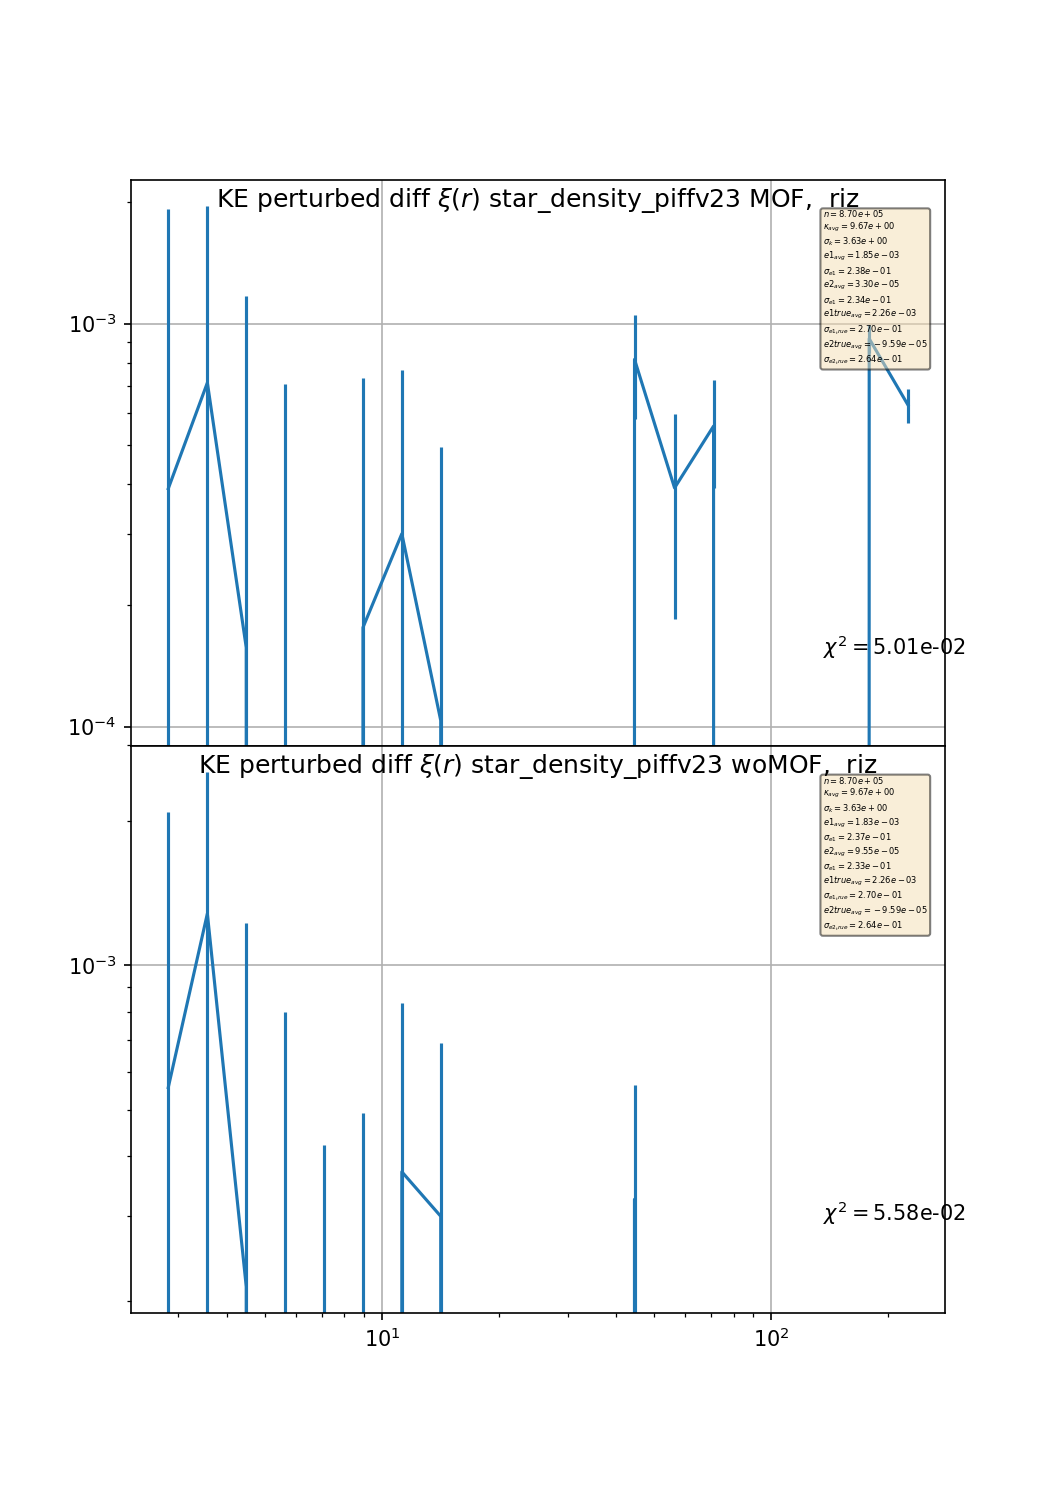 KE perturbed diff ξ(r) star_density_piffv23 MOF, riz
n = 8.70e + 05
κavg = 9.67e + 00
σk = 3.63e + 00
e1avg = 1.85e − 03
σe1 = 2.38e − 01
e2avg = 3.30e − 05
σe1 = 2.34e − 01
e1trueavg = 2.26e − 03
σe1,true = 2.70e − 01
e2trueavg = −9.59e − 05
σe2,true = 2.64e − 01
10⁻³
χ² = 5.01e-02
10⁻⁴
KE perturbed diff ξ(r) star_density_piffv23 woMOF, riz
n = 8.70e + 05
κavg = 9.67e + 00
σk = 3.63e + 00
e1avg = 1.83e − 03
σe1 = 2.37e − 01
e2avg = 9.55e − 05
σe1 = 2.33e − 01
e1trueavg = 2.26e − 03
σe1,true = 2.70e − 01
e2trueavg = −9.59e − 05
σe2,true = 2.64e − 01
10⁻³
χ² = 5.58e-02
10¹ 10²